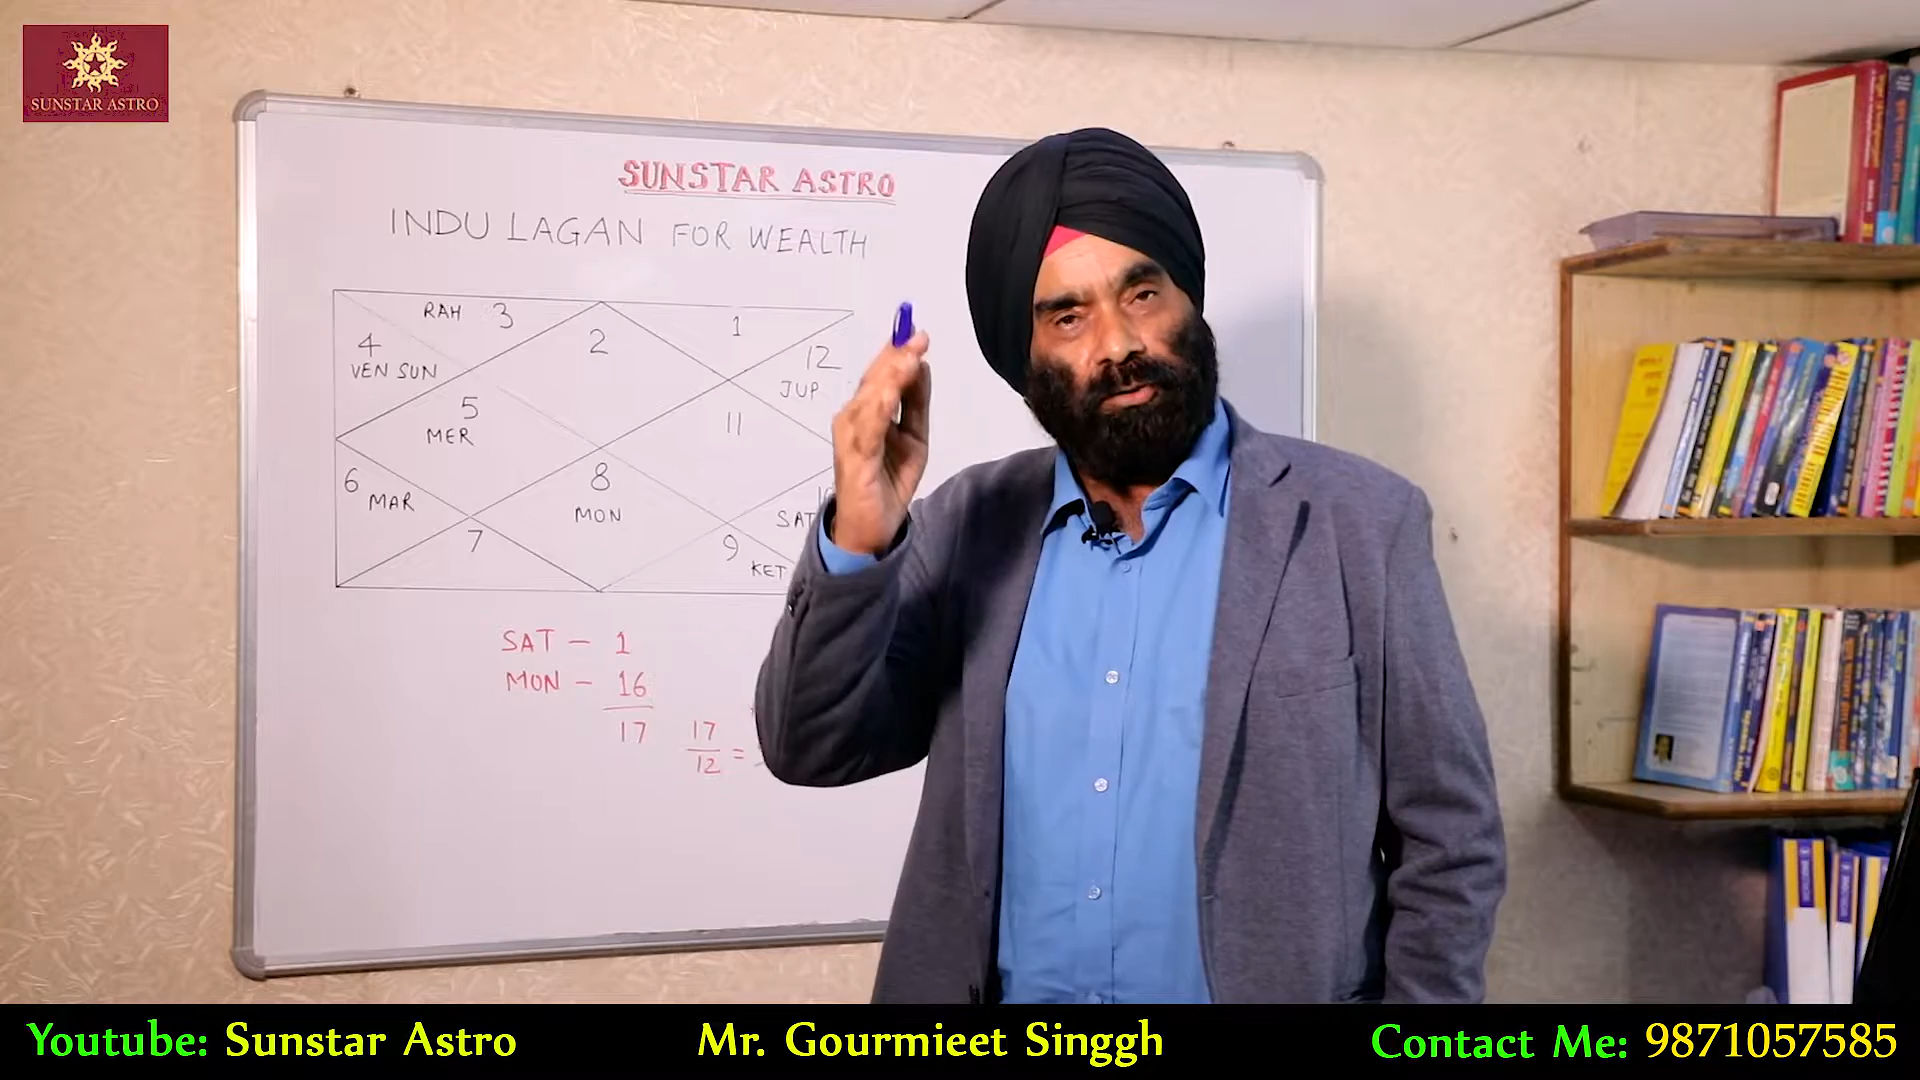 SUNSTAR ASTRO
SUNSTAR ASTRO
INDU LAGAN FOR WEALTH
RAH 3
2
1
4
VEN SUN
12
JUP
5
MER
11
6
MAR
8
MON
SAT
7
9
KET
SAT – 1
MON – 16
17
17
12 =
Youtube: Sunstar Astro
Mr. Gourmieet Singgh
Contact Me: 9871057585